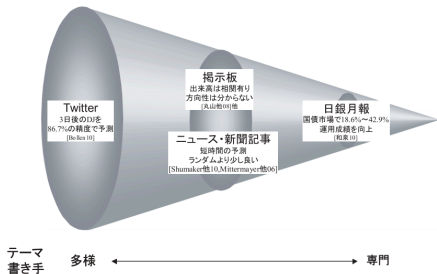 掲示板
出来高は相関有り
方向性は分からない
[丸山他08]他
Twitter
3日後のDJを
86.7%の精度で予測
[Bollen10]
日銀月報
国債市場で18.6%〜42.9%
運用成績を向上
[和泉10]
ニュース・新聞記事
短時間の予測
ランダムより少し良い
[Shumaker他10,Mittermayer他06]
テーマ
書き手
多様
専門